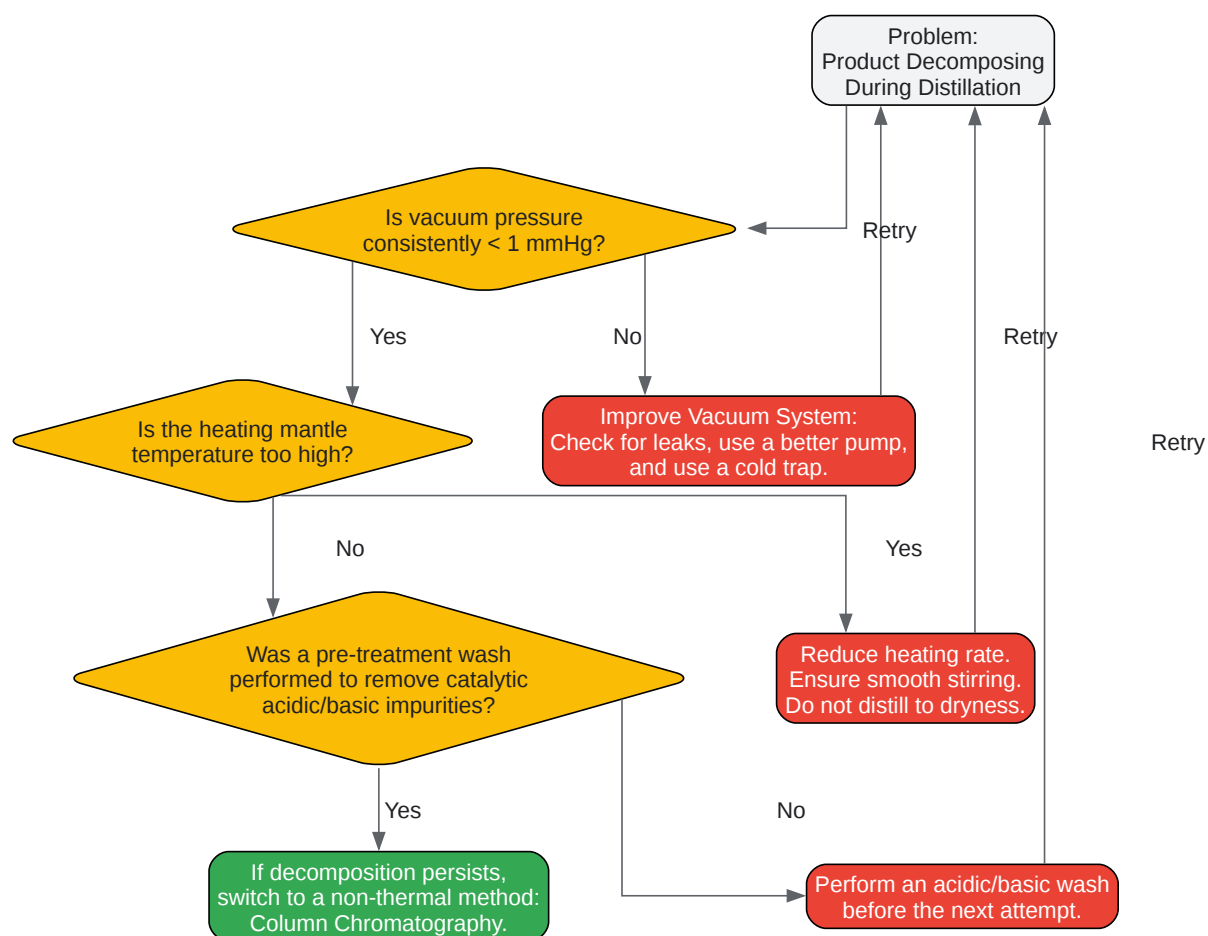 Problem:
Product Decomposing
During Distillation
Is vacuum pressure
consistently < 1 mmHg?
Retry
Yes
No
Retry
Is the heating mantle
temperature too high?
Improve Vacuum System:
Check for leaks, use a better pump,
and use a cold trap.
Retry
No
Yes
Was a pre-treatment wash
performed to remove catalytic
acidic/basic impurities?
Reduce heating rate.
Ensure smooth stirring.
Do not distill to dryness.
Yes
No
If decomposition persists,
switch to a non-thermal method:
Column Chromatography.
Perform an acidic/basic wash
before the next attempt.